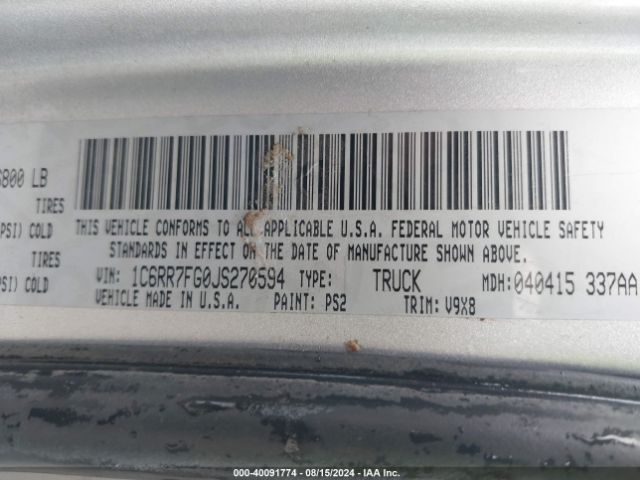 6800 LB
TIRES
THIS VEHICLE CONFORMS TO ALL APPLICABLE U.S.A. FEDERAL MOTOR VEHICLE SAFETY
PSI) COLD
STANDARDS IN EFFECT ON THE DATE OF MANUFACTURE SHOWN ABOVE.
TIRES
VIN: 1C6RR7FG0JS270594 TYPE: TRUCK MDH:040415 337AA
SI) COLD
VEHICLE MADE IN U.S.A. PAINT: PS2 TRIM: V9X8
000-40091774 - 08/15/2024 - IAA Inc.